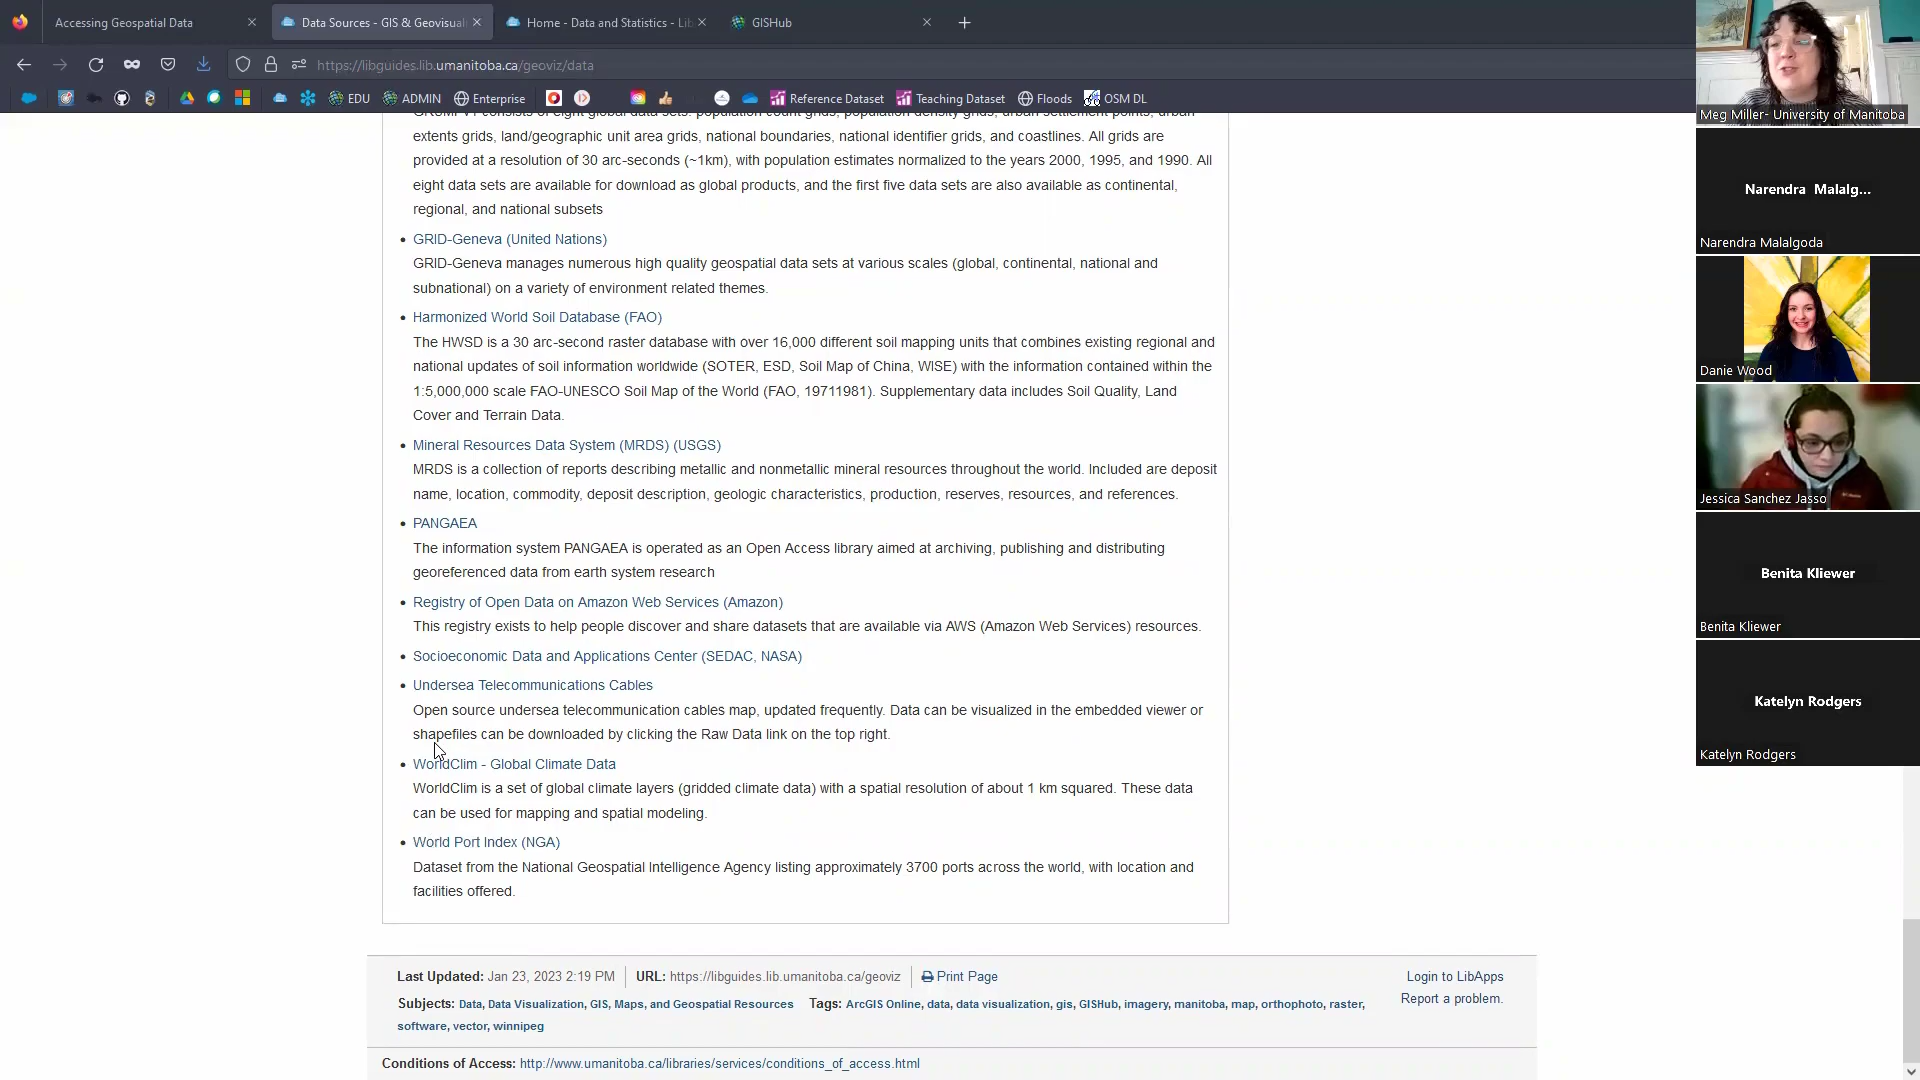 Accessing Geospatial Data
Data Sources - GIS & Geovisual
Home - Data and Statistics - Lib
GISHub
https://libguides.lib.umanitoba.ca/geoviz/data
EDU
ADMIN
Enterprise
Reference Dataset
Teaching Dataset
Floods
OSM DL
GRUMPv1 consists of eight global data sets: population count grids, population density grids, urban settlement points, urban
extents grids, land/geographic unit area grids, national boundaries, national identifier grids, and coastlines. All grids are
provided at a resolution of 30 arc-seconds (~1km), with population estimates normalized to the years 2000, 1995, and 1990. All
eight data sets are available for download as global products, and the first five data sets are also available as continental,
regional, and national subsets
• GRID-Geneva (United Nations)
GRID-Geneva manages numerous high quality geospatial data sets at various scales (global, continental, national and
subnational) on a variety of environment related themes.
• Harmonized World Soil Database (FAO)
The HWSD is a 30 arc-second raster database with over 16,000 different soil mapping units that combines existing regional and
national updates of soil information worldwide (SOTER, ESD, Soil Map of China, WISE) with the information contained within the
1:5,000,000 scale FAO-UNESCO Soil Map of the World (FAO, 19711981). Supplementary data includes Soil Quality, Land
Cover and Terrain Data.
• Mineral Resources Data System (MRDS) (USGS)
MRDS is a collection of reports describing metallic and nonmetallic mineral resources throughout the world. Included are deposit
name, location, commodity, deposit description, geologic characteristics, production, reserves, resources, and references.
• PANGAEA
The information system PANGAEA is operated as an Open Access library aimed at archiving, publishing and distributing
georeferenced data from earth system research
• Registry of Open Data on Amazon Web Services (Amazon)
This registry exists to help people discover and share datasets that are available via AWS (Amazon Web Services) resources.
• Socioeconomic Data and Applications Center (SEDAC, NASA)
• Undersea Telecommunications Cables
Open source undersea telecommunication cables map, updated frequently. Data can be visualized in the embedded viewer or
shapefiles can be downloaded by clicking the Raw Data link on the top right.
• WorldClim - Global Climate Data
WorldClim is a set of global climate layers (gridded climate data) with a spatial resolution of about 1 km squared. These data
can be used for mapping and spatial modeling.
• World Port Index (NGA)
Dataset from the National Geospatial Intelligence Agency listing approximately 3700 ports across the world, with location and
facilities offered.
Last Updated: Jan 23, 2023 2:19 PM
URL: https://libguides.lib.umanitoba.ca/geoviz
Print Page
Login to LibApps
Subjects: Data, Data Visualization, GIS, Maps, and Geospatial Resources
Tags: ArcGIS Online, data, data visualization, gis, GISHub, imagery, manitoba, map, orthophoto, raster,
software, vector, winnipeg
Report a problem.
Conditions of Access: http://www.umanitoba.ca/libraries/services/conditions_of_access.html
Meg Miller- University of Manitoba
Narendra Malalg...
Narendra Malalgoda
Danie Wood
Jessica Sanchez Jasso
Benita Kliewer
Benita Kliewer
Katelyn Rodgers
Katelyn Rodgers